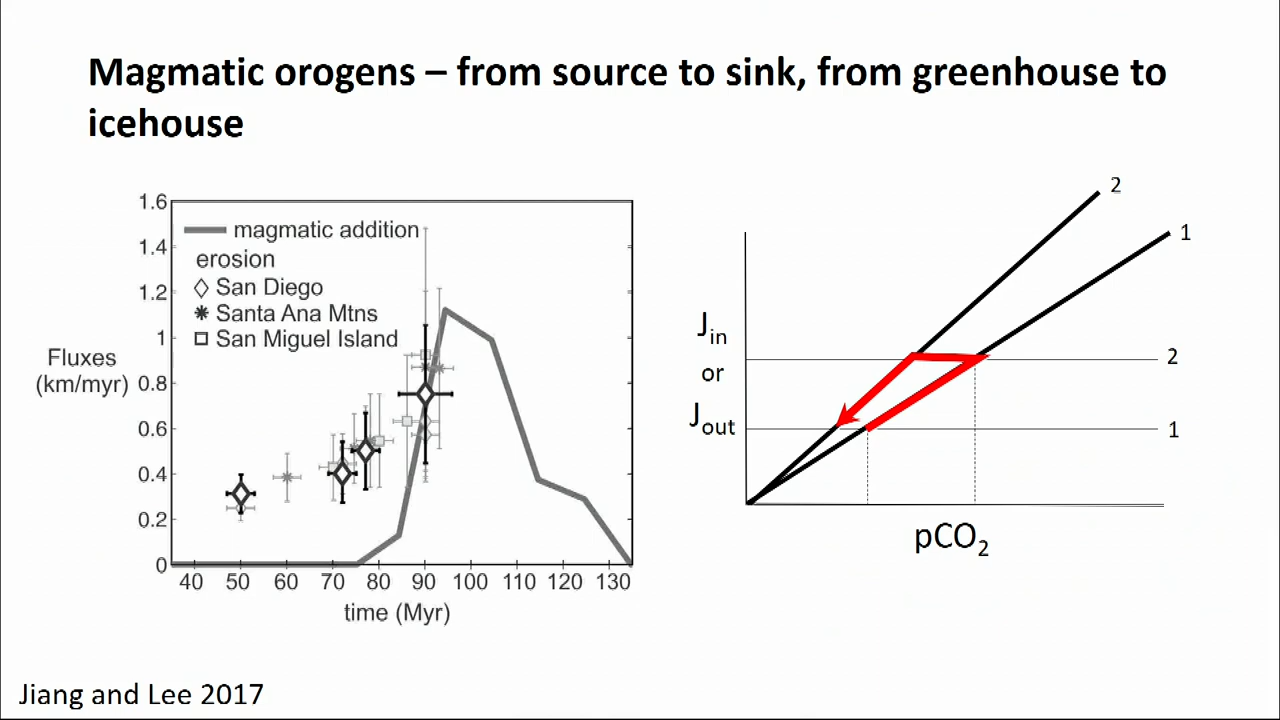 Magmatic orogens – from source to sink, from greenhouse to
icehouse
1.6
1.4
1.2
1
0.8
0.6
0.4
0.2
0
Fluxes
(km/myr)
magmatic addition
erosion
San Diego
Santa Ana Mtns
San Miguel Island
40 50 60 70 80 90 100 110 120 130
time (Myr)
2
1
Jin
or
Jout
2
1
pCO2
Jiang and Lee 2017